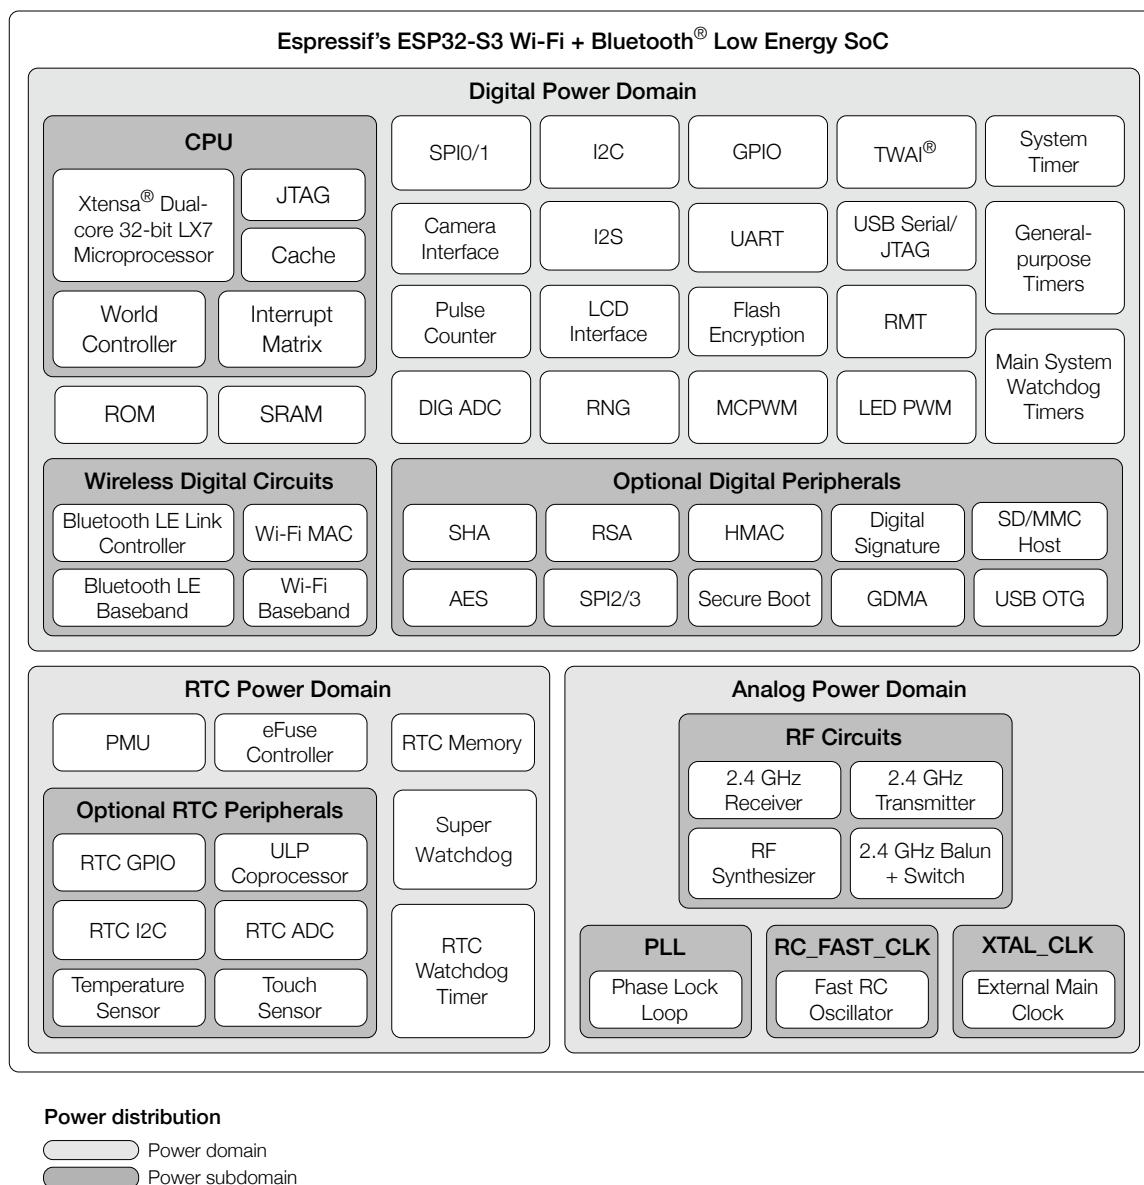 Espressif's ESP32-S3 Wi-Fi + Bluetooth® Low Energy SoC
Digital Power Domain
CPU
Xtensa® Dual-
core 32-bit LX7
Microprocessor
JTAG
Cache
World
Controller
Interrupt
Matrix
ROM
SRAM
SPI0/1
I2C
GPIO
TWAI®
System
Timer
Camera
Interface
I2S
UART
USB Serial/
JTAG
General-
purpose
Timers
Pulse
Counter
LCD
Interface
Flash
Encryption
RMT
Main System
Watchdog
Timers
DIG ADC
RNG
MCPWM
LED PWM
Wireless Digital Circuits
Bluetooth LE Link
Controller
Wi-Fi MAC
Bluetooth LE
Baseband
Wi-Fi
Baseband
Optional Digital Peripherals
SHA
RSA
HMAC
Digital
Signature
SD/MMC
Host
AES
SPI2/3
Secure Boot
GDMA
USB OTG
RTC Power Domain
PMU
eFuse
Controller
RTC Memory
Optional RTC Peripherals
RTC GPIO
ULP
Coprocessor
RTC I2C
RTC ADC
Temperature
Sensor
Touch
Sensor
Super
Watchdog
RTC
Watchdog
Timer
Analog Power Domain
RF Circuits
2.4 GHz
Receiver
2.4 GHz
Transmitter
RF
Synthesizer
2.4 GHz Balun
+ Switch
PLL
Phase Lock
Loop
RC_FAST_CLK
Fast RC
Oscillator
XTAL_CLK
External Main
Clock
Power distribution
Power domain
Power subdomain